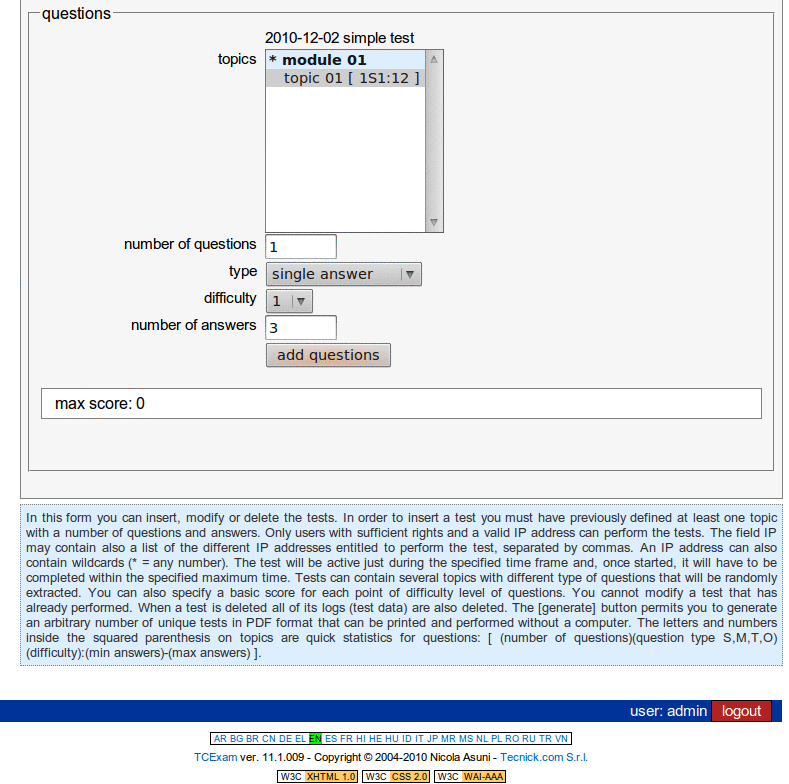 questions
2010-12-02 simple test
topics
* module 01
topic 01 [ 1S1:12 ]
number of questions 1
type single answer
difficulty 1
number of answers 3
add questions
max score: 0
In this form you can insert, modify or delete the tests. In order to insert a test you must have previously defined at least one topic
with a number of questions and answers. Only users with sufficient rights and a valid IP address can perform the tests. The field IP
may contain also a list of the different IP addresses entitled to perform the test, separated by commas. An IP address can also
contain wildcards (* = any number). The test will be active just during the specified time frame and, once started, it will have to be
completed within the specified maximum time. Tests can contain several topics with different type of questions that will be randomly
extracted. You can also specify a basic score for each point of difficulty level of questions. You cannot modify a test that has
already performed. When a test is deleted all of its logs (test data) are also deleted. The [generate] button permits you to generate
an arbitrary number of unique tests in PDF format that can be printed and performed without a computer. The letters and numbers
inside the squared parenthesis on topics are quick statistics for questions: [ (number of questions)(question type S,M,T,O)
(difficulty):(min answers)-(max answers) ].
user: admin logout
AR BG BR CN DE EL EN ES FR HI HE HU ID IT JP MR MS NL PL RO RU TR VN
TCExam ver. 11.1.009 - Copyright © 2004-2010 Nicola Asuni - Tecnick.com S.r.l.
W3C XHTML 1.0 W3C CSS 2.0 W3C WAI-AAA